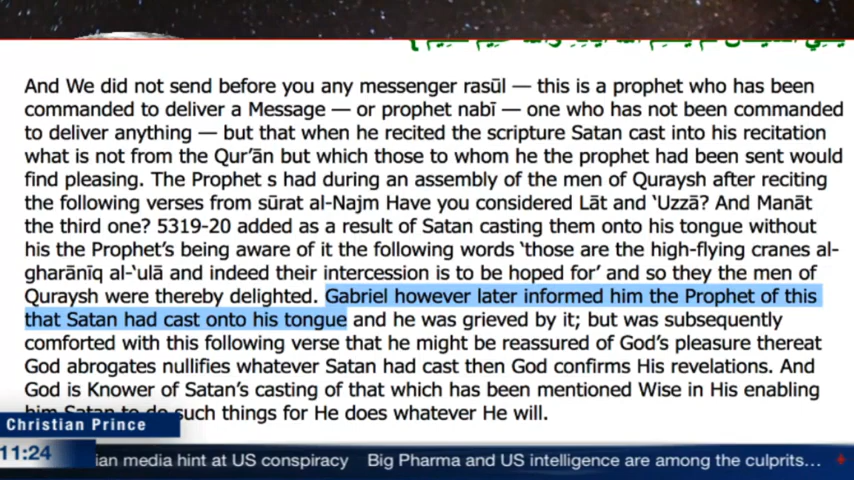 And We did not send before you any messenger rasūl — this is a prophet who has been
commanded to deliver a Message — or prophet nabī — one who has not been commanded
to deliver anything — but that when he recited the scripture Satan cast into his recitation
what is not from the Qur'ān but which those to whom he the prophet had been sent would
find pleasing. The Prophet s had during an assembly of the men of Quraysh after reciting
the following verses from sūrat al-Najm Have you considered Lāt and 'Uzzā? And Manāt
the third one? 5319-20 added as a result of Satan casting them onto his tongue without
his the Prophet's being aware of it the following words 'those are the high-flying cranes al-
gharānīq al-'ulā and indeed their intercession is to be hoped for' and so they the men of
Quraysh were thereby delighted. Gabriel however later informed him the Prophet of this
that Satan had cast onto his tongue and he was grieved by it; but was subsequently
comforted with this following verse that he might be reassured of God's pleasure thereat
God abrogates nullifies whatever Satan had cast then God confirms His revelations. And
God is Knower of Satan's casting of that which has been mentioned Wise in His enabling
him Satan to do such things for He does whatever He will.
Christian Prince
11:24
ian media hint at US conspiracy Big Pharma and US intelligence are among the culprits...